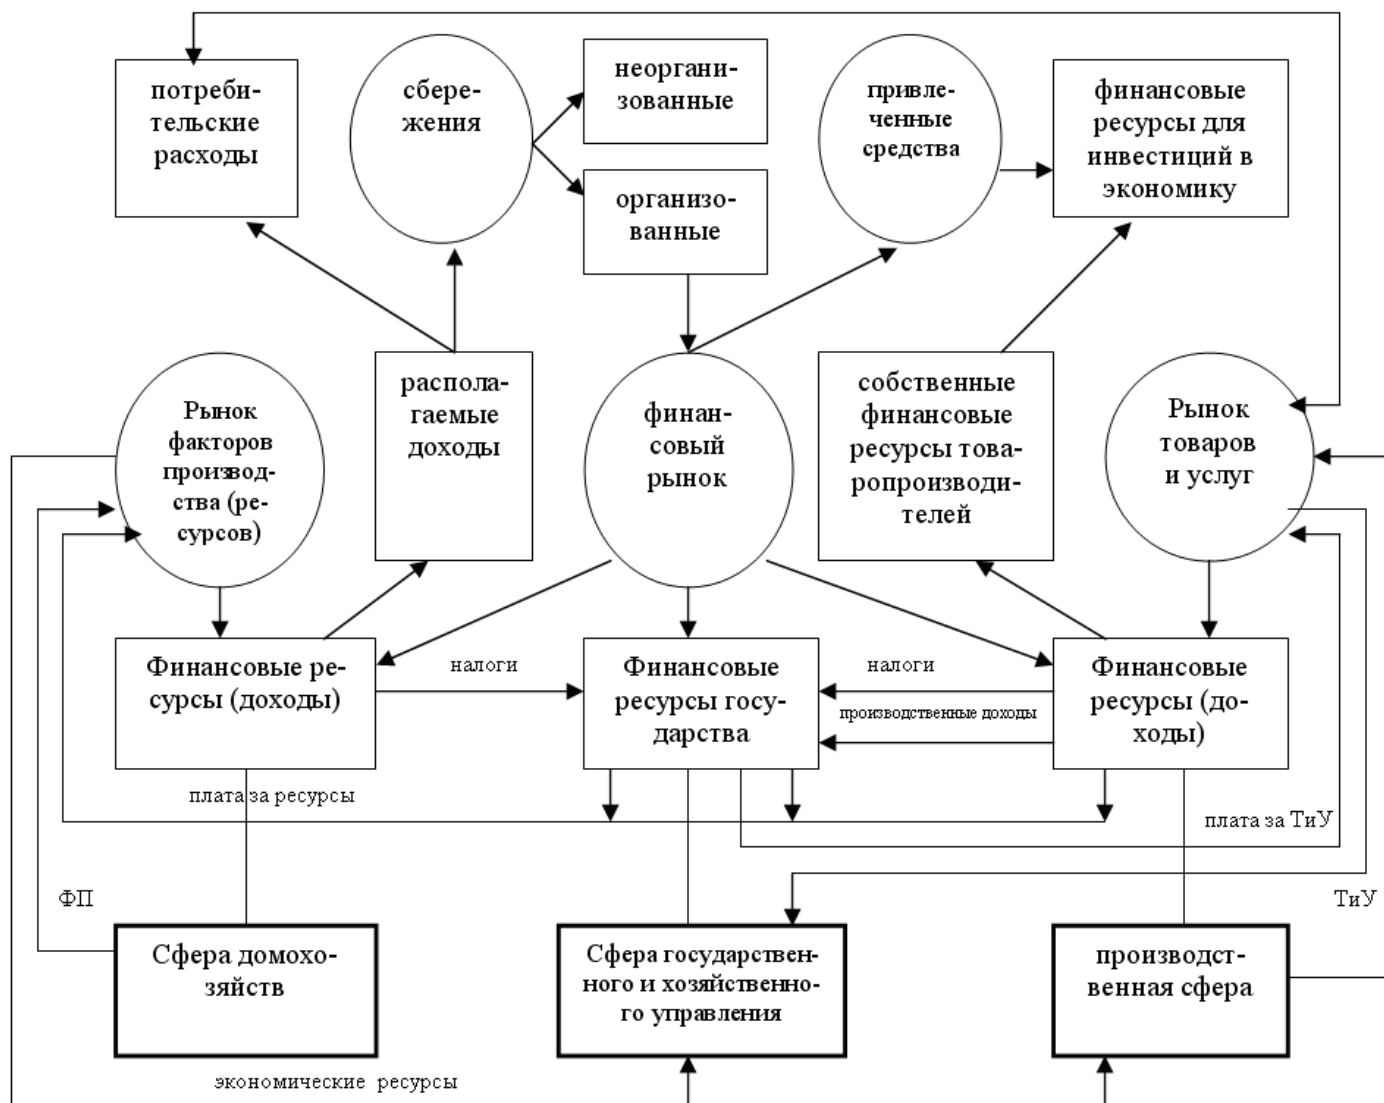 потреби-
тельские
расходы
сбере-
жения
неоргани-
зованные
организо-
ванные
привле-
ченные
средства
финансовые
ресурсы для
инвестиций в
экономику
Рынок
факторов
производ-
ства (ре-
сурсов)
распола-
гаемые
доходы
финан-
совый
рынок
собственные
финансовые
ресурсы това-
ропроизводи-
телей
Рынок
товаров
и услуг
Финансовые ре-
сурсы (доходы)
налоги
Финансовые
ресурсы госу-
дарства
налоги
производственные доходы
Финансовые
ресурсы (до-
ходы)
плата за ресурсы
плата за ТиУ
ФП
ТиУ
Сфера домохо-
зяйств
Сфера государствен-
ного и хозяйственно-
го управления
производст-
венная сфера
экономические ресурсы